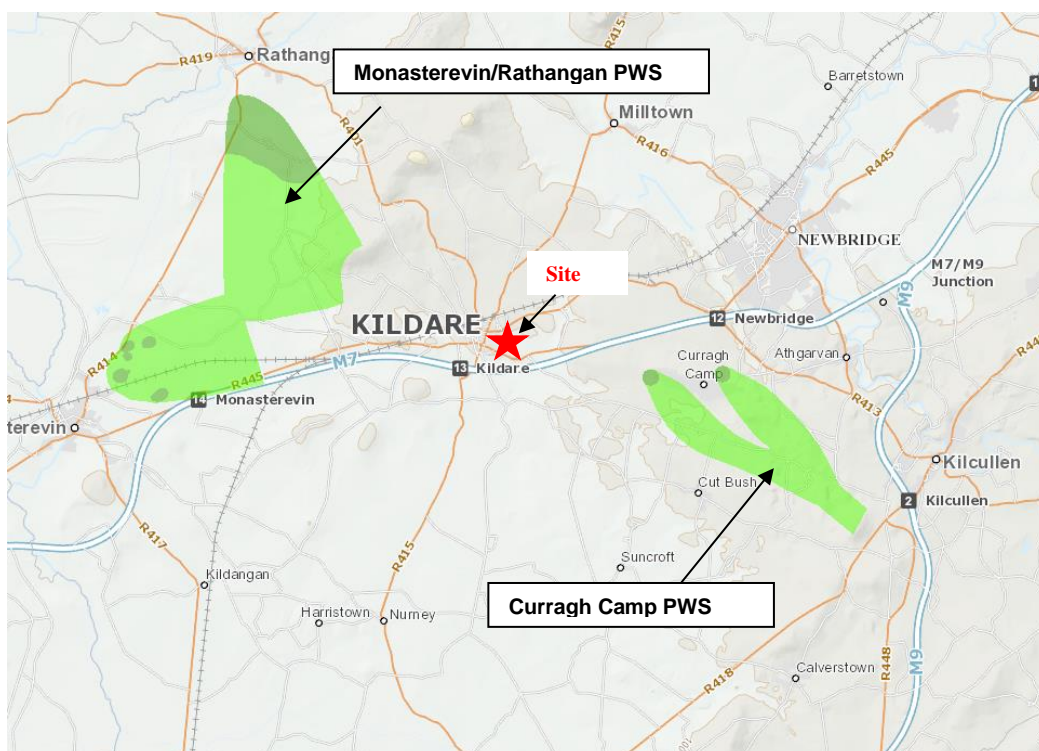 R419
Rathang
Monasterevin/Rathangan PWS
Barretstown
Milltown
R401
R416
R445
R415
NEWBRIDGE
M7/M9
Junction
Site
M9
KILDARE
12
Newbridge
R414
M7
13
Kildare
Curragh
Camp
Athgarvan
R445
14
Monasterevin
R413
terevin
Kilcullen
Cut Bush
2
Kilcullen
R417
R415
Suncroft
Kildangan
Curragh Camp PWS
Harristown
Nurney
R448
M9
R418
Calverstown